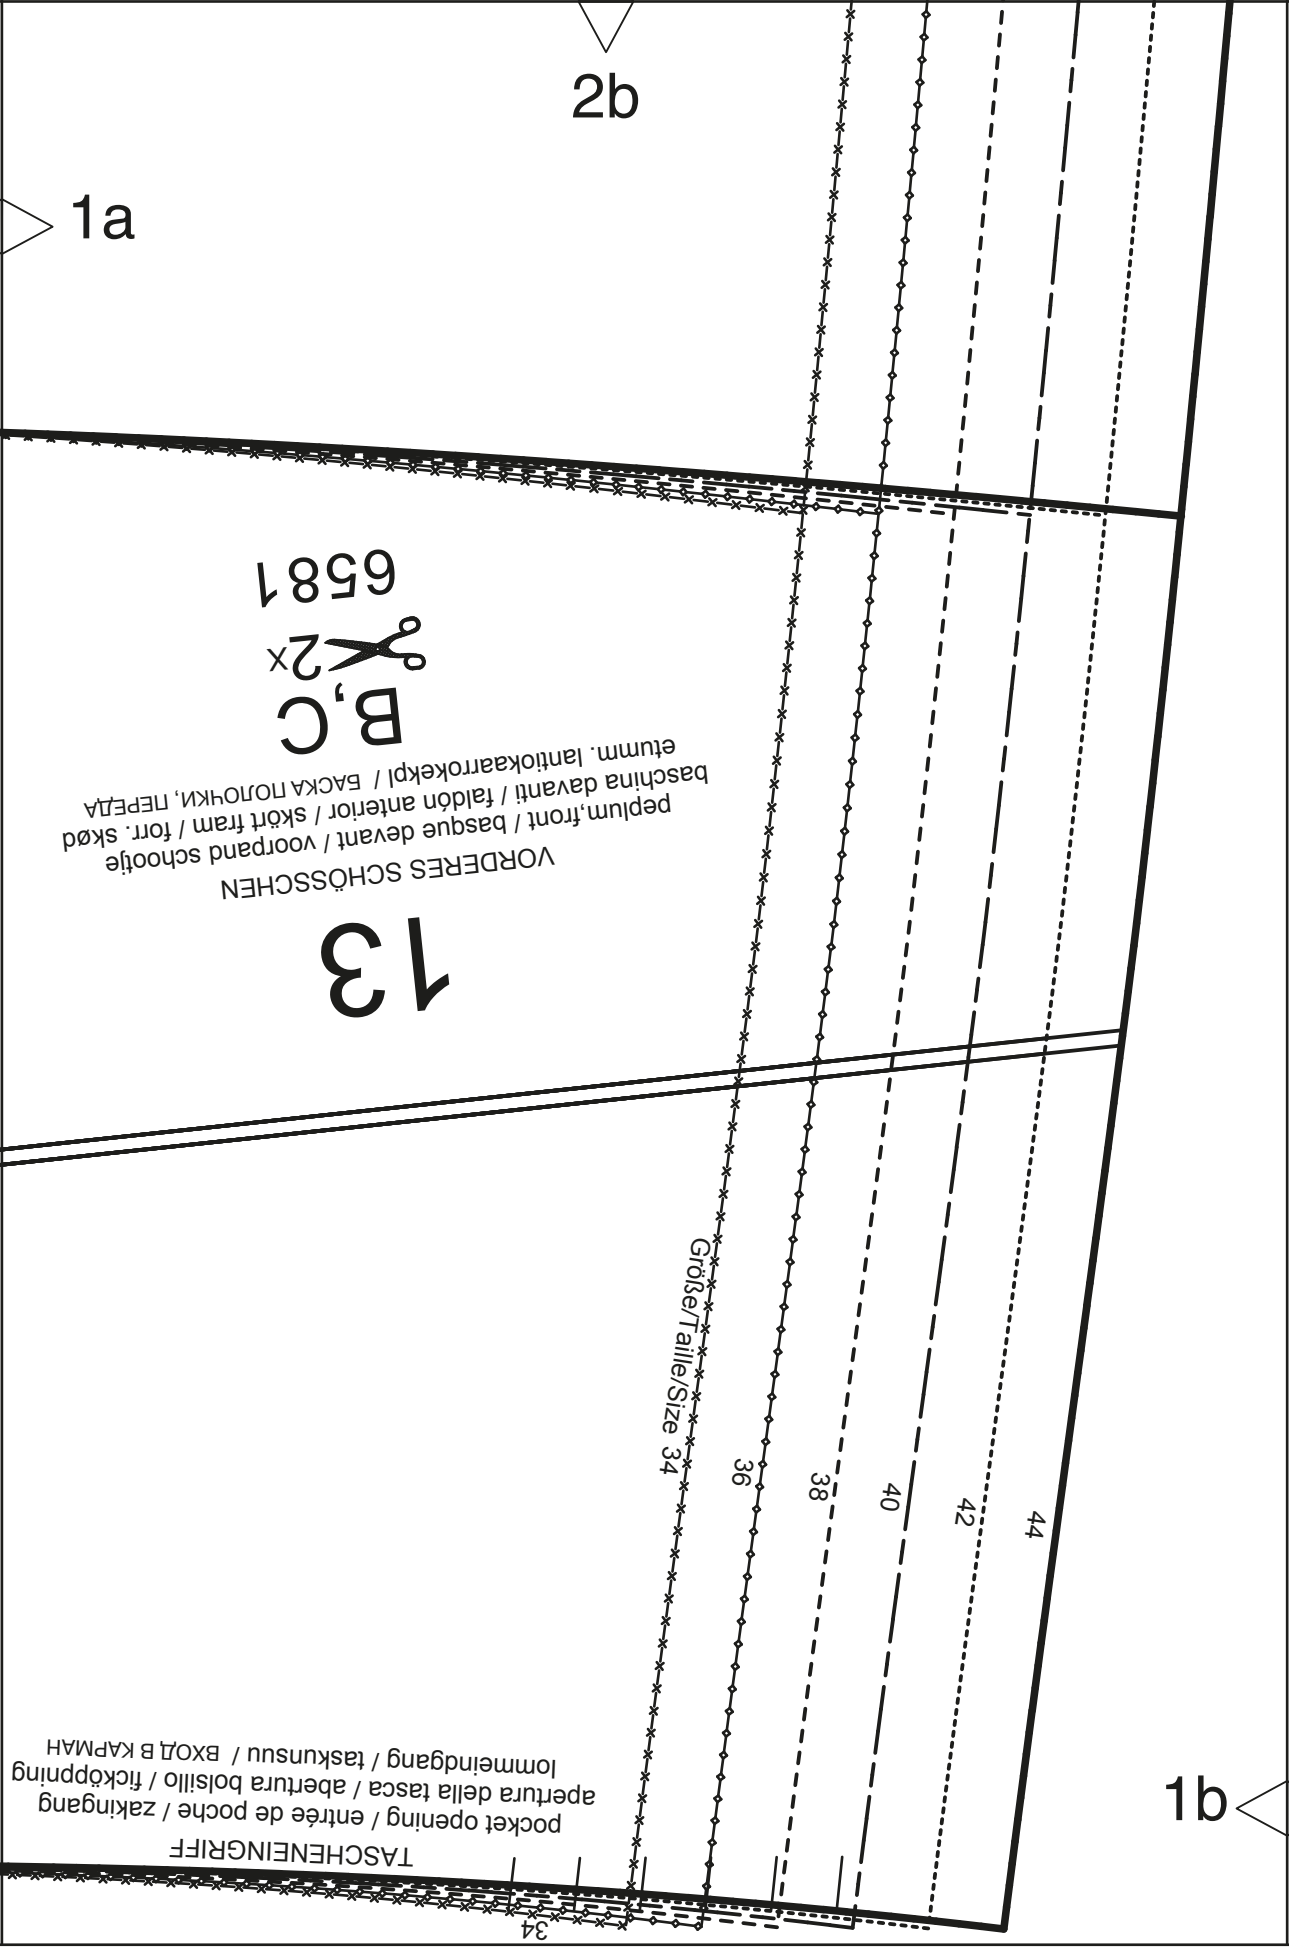 2b
1a
13
VORDERES SCHÖSSCHEN
peplum,front / basque devant / voorpand schootje
baschina davanti / faldón anterior / skört fram / forr. skød
etumm. lantiokaarrokekpl / БАСКА ПОЛОЧКИ, ПЕРЕДА
B,C
2x
6581
Größe/Taille/Size 34
36
38
40
42
44
34
TASCHENEINGRIFF
pocket opening / entrée de poche / zakingang
apertura della tasca / abertura bolsillo / ficköppning
lommeindgang / taskunsuu / ВХОД В КАРМАН
1b